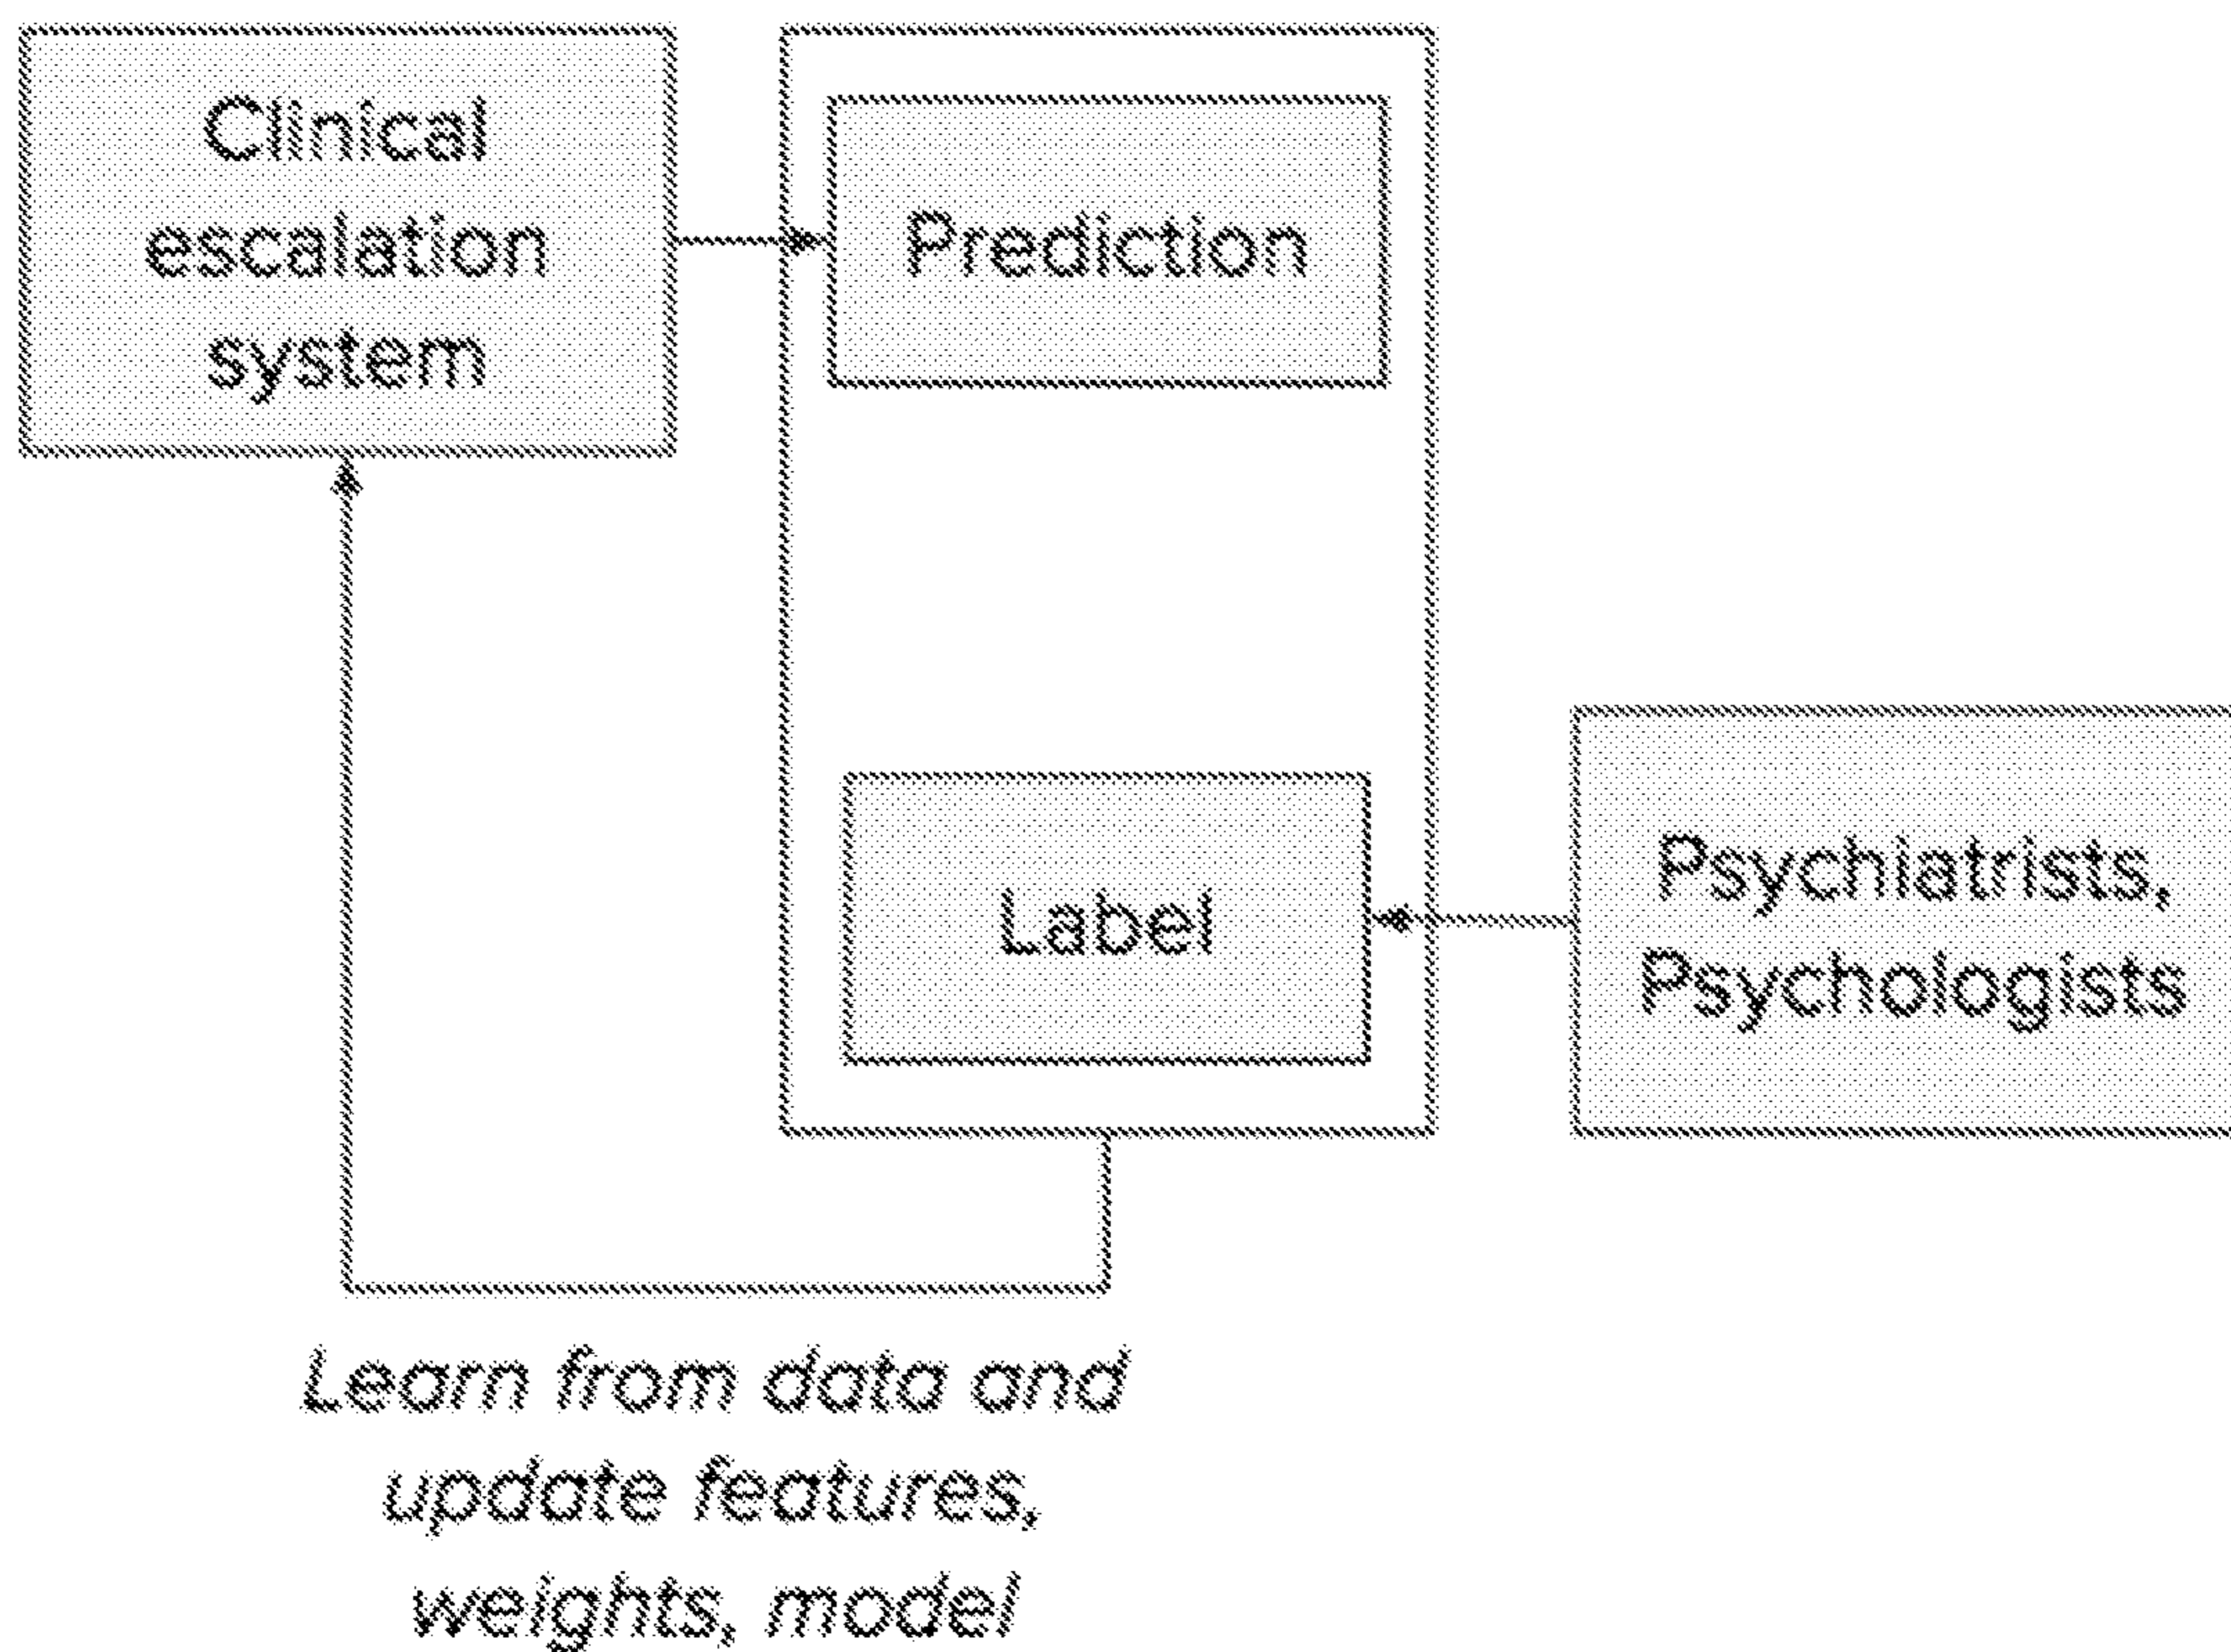 Clinical
escalation
system
Prediction
Label
Psychiatrists,
Psychologists
Learn from data and
update features,
weights, model